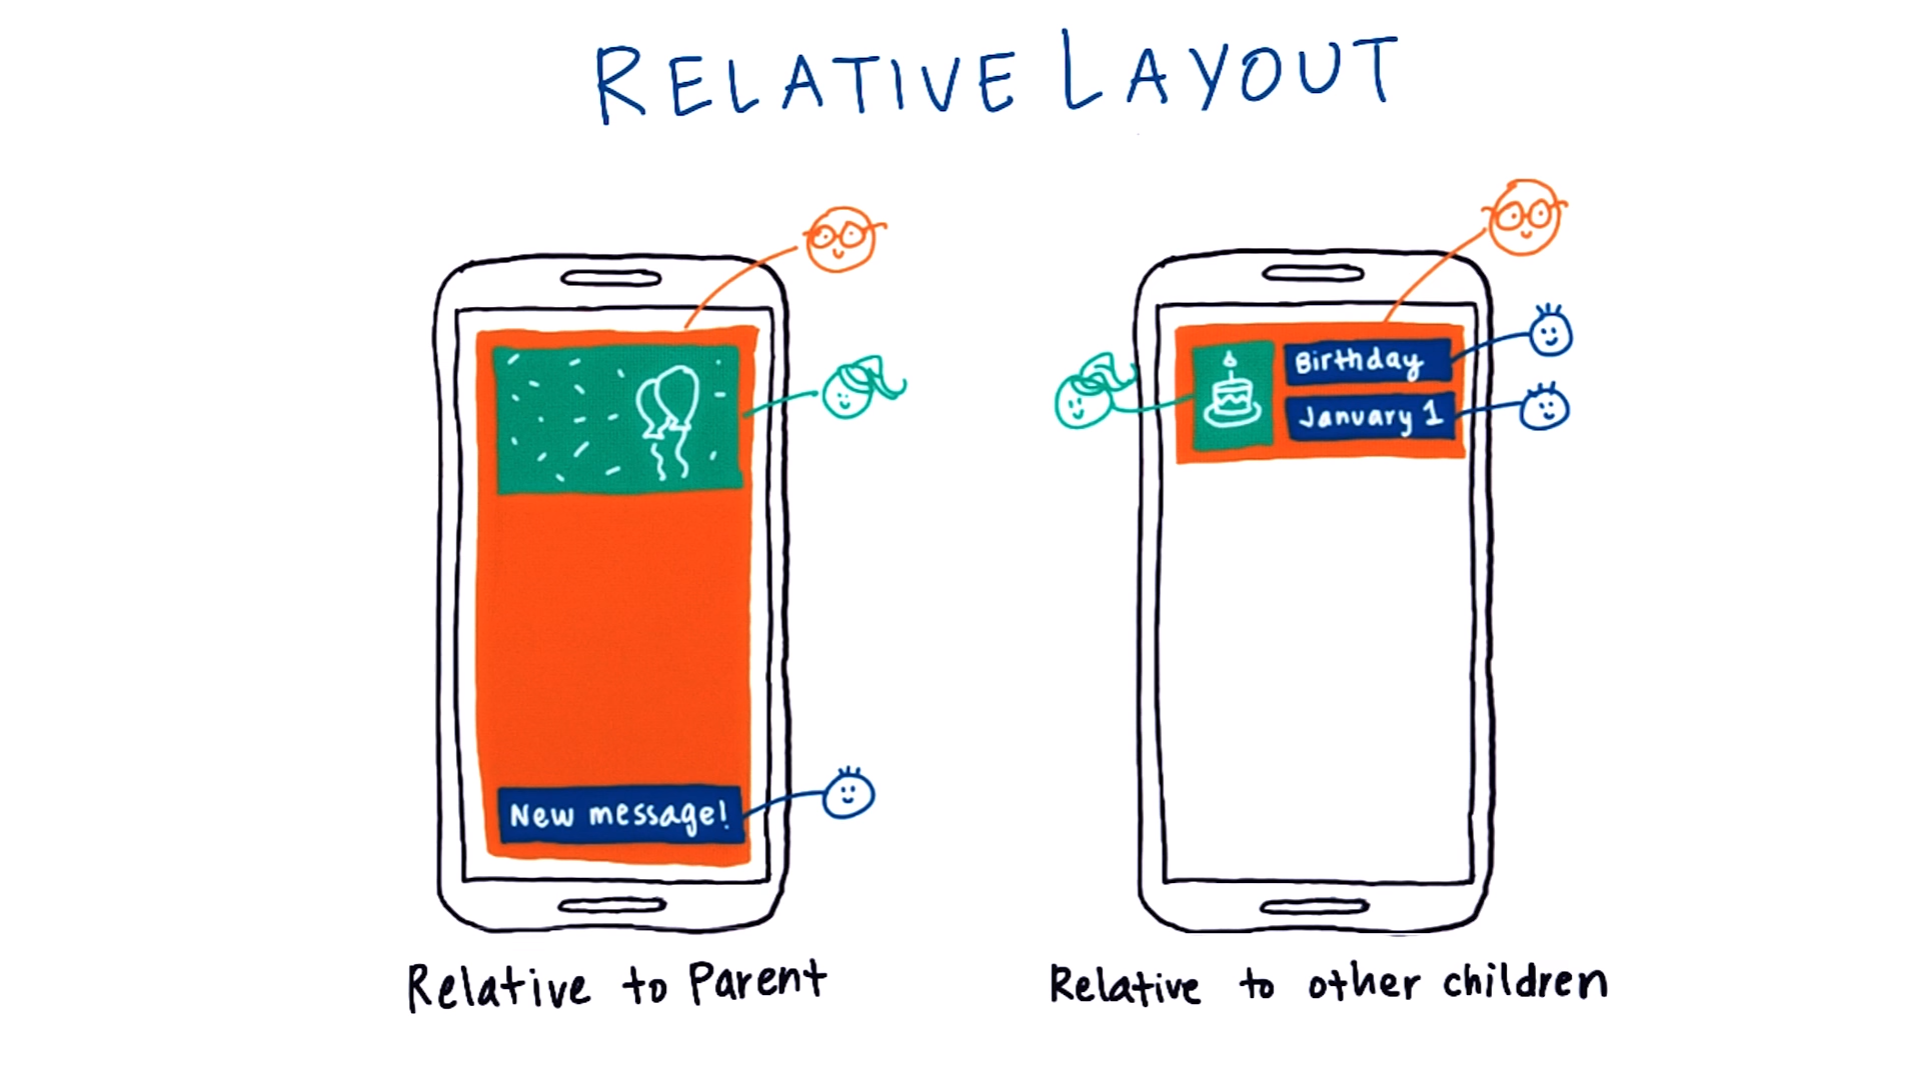 RELATIVE LAYOUT
New message!
Relative to Parent
Birthday
January 1
Relative to other children